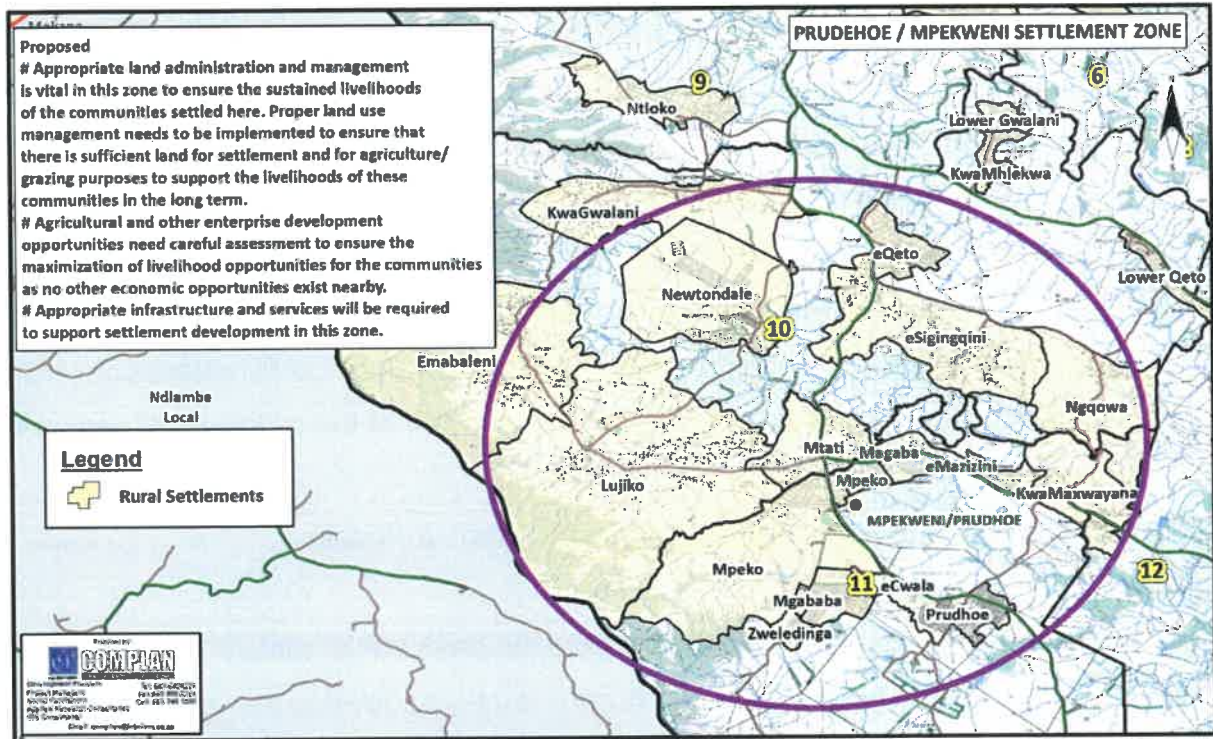 PRUDEHOE / MPEKWENI SETTLEMENT ZONE
Proposed
# Appropriate land administration and management
is vital in this zone to ensure the sustained livelihoods
of the communities settled here. Proper land use
management needs to be implemented to ensure that
there is sufficient land for settlement and for agriculture/
grazing purposes to support the livelihoods of these
communities in the long term.
# Agricultural and other enterprise development
opportunities need careful assessment to ensure the
maximization of livelihood opportunities for the communities
as no other economic opportunities exist nearby.
# Appropriate infrastructure and services will be required
to support settlement development in this zone.
9
6
Ntloko
Lower Gwalani
KwaMhlekwa
KwaGwalani
eQeto
Lower Qeto
Newtondale
10
eSigingqini
Emabaleni
Ndlambe
Local
Ngqowa
Legend
Rural Settlements
Mtati
Magaba
eMazizini
Lujiko
Mpeko
KwaMaxwayana
MPEKWENI/PRUDHOE
Mpeko
11
eCwala
12
Mgababa
Prudhoe
Zweledinga
COMPLAN